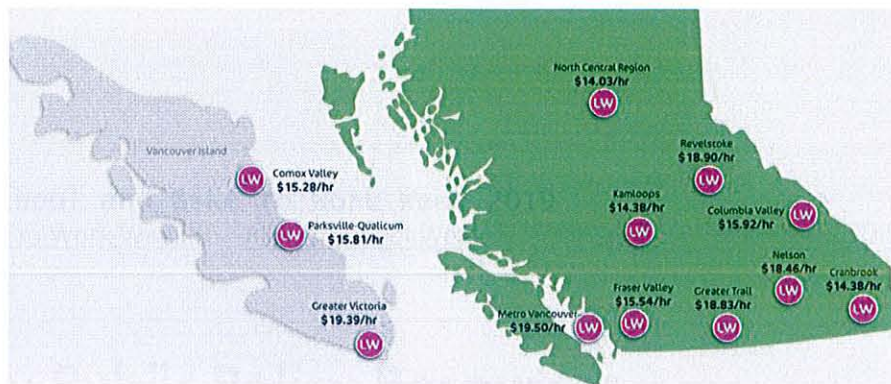 North Central Region
$14.03/hr
LW
Revelstoke
$18.90/hr
LW
Vancouver Island
LW
Comox Valley
$15.28/hr
Kamloops
$14.38/hr
LW
Columbia Valley
$15.92/hr
LW
LW
Parksville-Qualicum
$15.81/hr
Nelson
$18.46/hr
LW
Cranbrook
$14.38/hr
LW
Greater Victoria
$19.39/hr
LW
Metro Vancouver
$19.50/hr
LW
Fraser Valley
$15.54/hr
LW
Greater Trail
$18.83/hr
LW